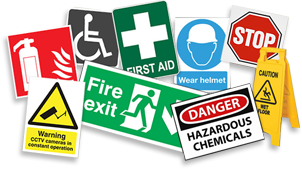 FIRST AID
Wear helmet
STOP
Fire
exit
CAUTION
WET
FLOOR
Warning
CCTV cameras in
constant operation
DANGER
HAZARDOUS
CHEMICALS